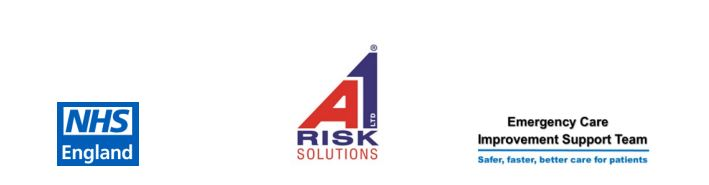 NHS
England
®
A1
LTD
RISK
SOLUTIONS
Emergency Care
Improvement Support Team
Safer, faster, better care for patients